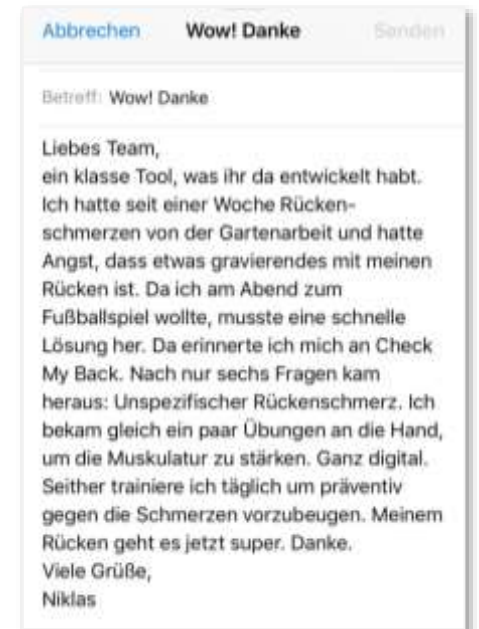 Abbrechen Wow! Danke Senden
Betreff: Wow! Danke
Liebes Team,
ein klasse Tool, was ihr da entwickelt habt.
Ich hatte seit einer Woche Rücken-
schmerzen von der Gartenarbeit und hatte
Angst, dass etwas gravierendes mit meinen
Rücken ist. Da ich am Abend zum
Fußballspiel wollte, musste eine schnelle
Lösung her. Da erinnerte ich mich an Check
My Back. Nach nur sechs Fragen kam
heraus: Unspezifischer Rückenschmerz. Ich
bekam gleich ein paar Übungen an die Hand,
um die Muskulatur zu stärken. Ganz digital.
Seither trainiere ich täglich um präventiv
gegen die Schmerzen vorzubeugen. Meinem
Rücken geht es jetzt super. Danke.
Viele Grüße,
Niklas